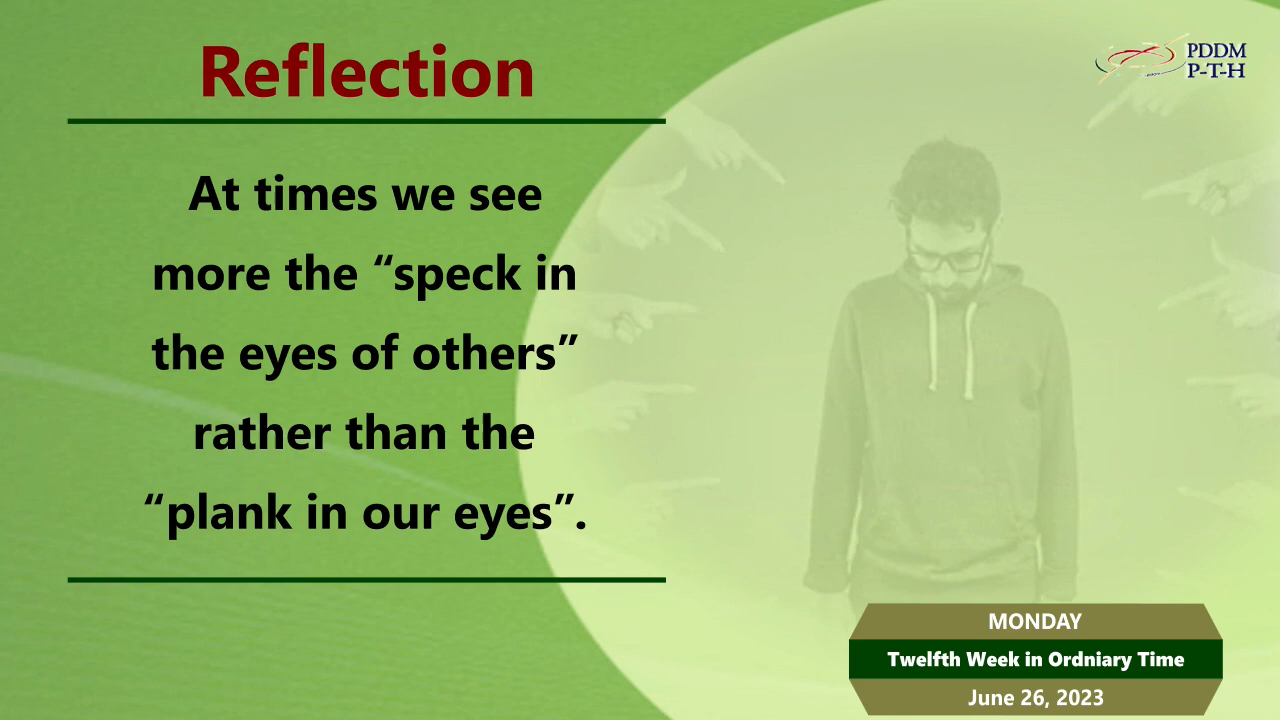 Reflection
PDDM
P-T-H
At times we see
more the “speck in
the eyes of others”
rather than the
“plank in our eyes”.
MONDAY
Twelfth Week in Ordniary Time
June 26, 2023